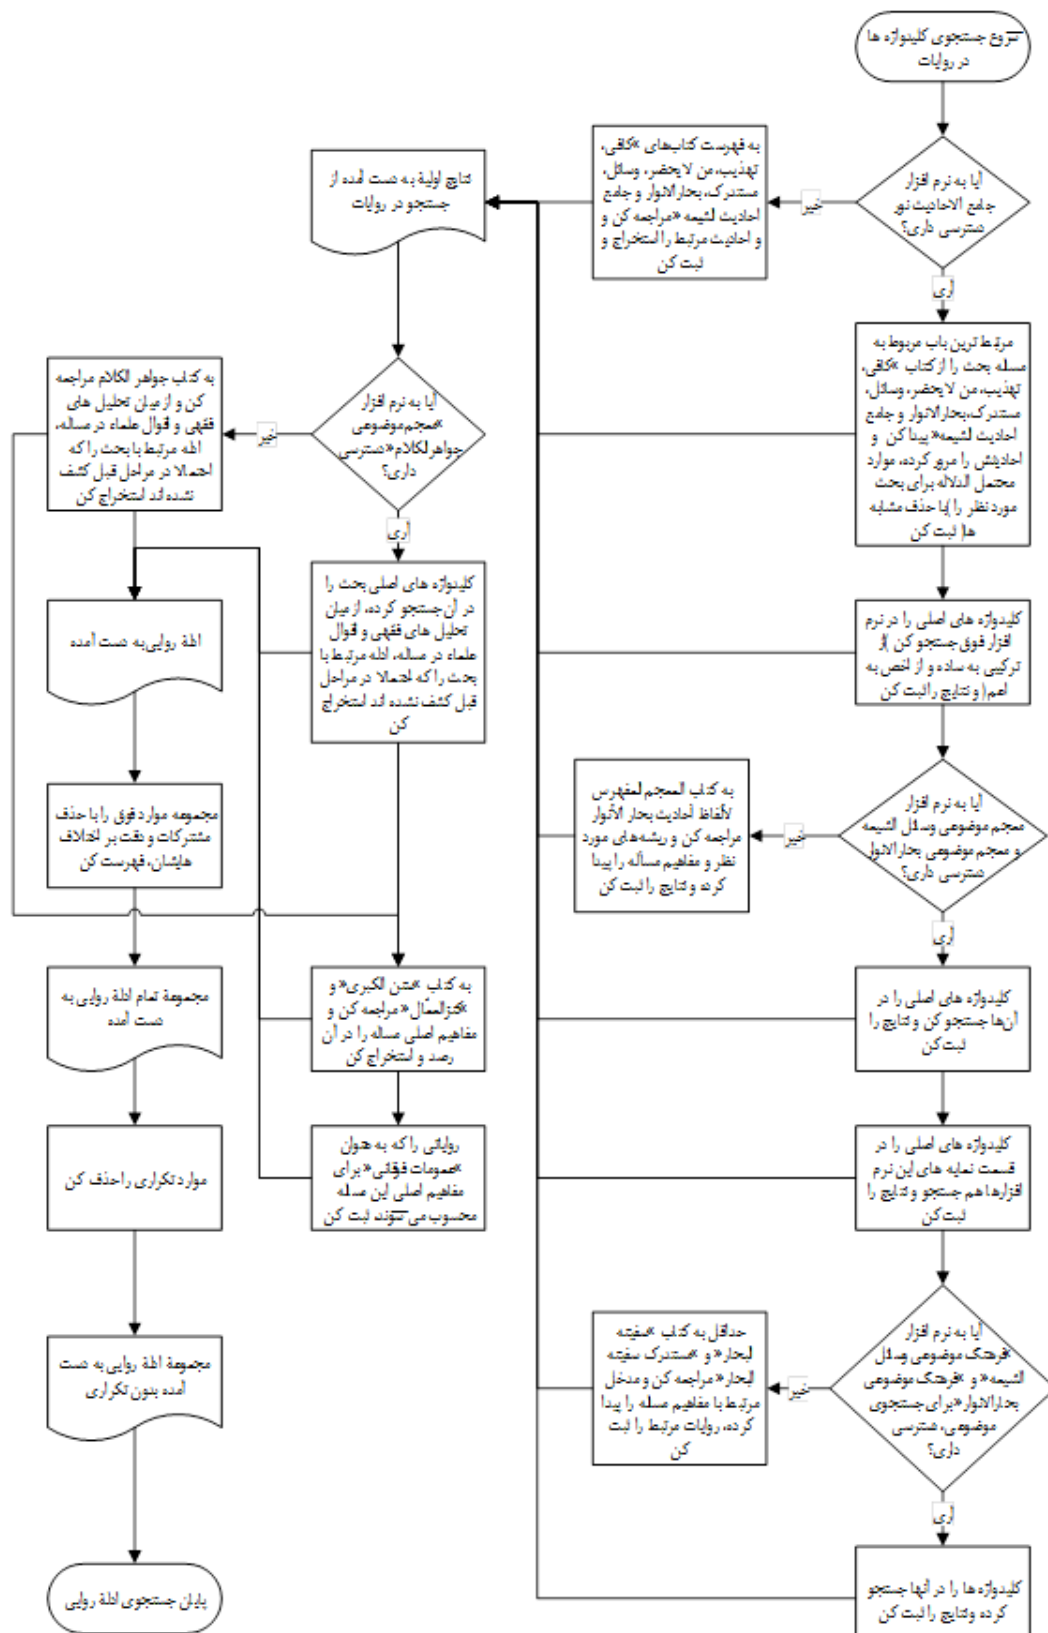 شروع جستجوی کلیدواژه ها
در روایات
آیا به نرم افزار
جامع الاحادیث نور
دسترسی داری؟
خیر
به فهرست کتاب‌های »کافی،
تهذیب، من لایحضر، وسائل،
مستدرک، بحارالانوار و جامع
احادیث الشیعه« مراجعه کن و
و احادیث مرتبط را استخراج و
ثبت کن
آری
مرتبط ترین باب مربوط به
مسئله بحث را از کتاب »کافی،
تهذیب، من لایحضر، وسائل،
مستدرک، بحارالانوار و جامع
احادیث الشیعه« پیدا کن و
احادیثش را مرور کرده، موارد
محتمل الدلاله برای بحث
مورد نظر را )با حذف مشابه
ها( ثبت کن
کلیدواژه های اصلی را در نرم
افزار فوق جستجو کن )از
ترکیبی به ساده و از اخص به
اعم( و نتایج را ثبت کن
آیا به نرم افزار
معجم موضوعی وسائل الشیعه
و معجم موضوعی بحارالانوار
دسترسی داری؟
خیر
به کتاب المعجم المفهرس
لألفاظ أحادیث بحار الأنوار
مراجعه کن و ریشه‌های مورد
نظر و مفاهیم مسأله را پیدا
کرده و نتایج را ثبت کن
آری
کلیدواژه های اصلی را در
آن‌ها جستجو کن و نتایج را
ثبت کن
کلیدواژه های اصلی را در
قسمت نمایه های این نرم
افزارها هم جستجو و نتایج را
ثبت کن
آیا به نرم افزار
»فرهنگ موضوعی وسائل
الشیعه« و »فرهنگ موضوعی
بحارالانوار« برای جستجوی
موضوعی، دسترسی
داری؟
خیر
حداقل به کتاب »سفینه
البحار« و »مستدرک سفینه
البحار« مراجعه کن و مدخل
مرتبط با مفاهیم مسئله را پیدا
کرده، روایات مرتبط را ثبت
کن
آری
کلیدواژه ها را در آنها جستجو
کرده و نتایج را ثبت کن
نتایج اولیهٔ به دست آمده از
جستجو در روایات
آیا به نرم افزار
»معجم موضوعی
جواهرالکلام« دسترسی
داری؟
خیر
به کتاب جواهر الکلام مراجعه
کن و از میان تحلیل های
فقهی و اقوال علماء در مساله،
ادله مرتبط با بحث را که
احتمالا در مراحل قبل کشف
نشده اند استخراج کن
آری
کلیدواژه های اصلی بحث را
در آن جستجو کرده، از میان
تحلیل های فقهی و اقوال
علماء در مساله، ادله مرتبط با
بحث را که احتمالا در مراحل
قبل کشف نشده اند استخراج
کن
به کتاب »سنن الکبری« و
»کنزالعمّال« مراجعه کن و
مفاهیم اصلی مساله را در آن
رصد و استخراج کن
روایاتی را که به عنوان
»عمومات فوقانی« برای
مفاهیم اصلی این مسئله
محسوب می شوند، ثبت کن
ادلهٔ روایی به دست آمده
مجموعه موارد فوق را با حذف
مشترکات و دقت بر اختلاف
هایشان، فهرست کن
مجموعهٔ تمام ادلهٔ روایی به
دست آمده
موارد تکراری را حذف کن
مجموعهٔ ادلهٔ روایی به دست
آمده بدون تکراری
پایان جستجوی ادلهٔ روایی